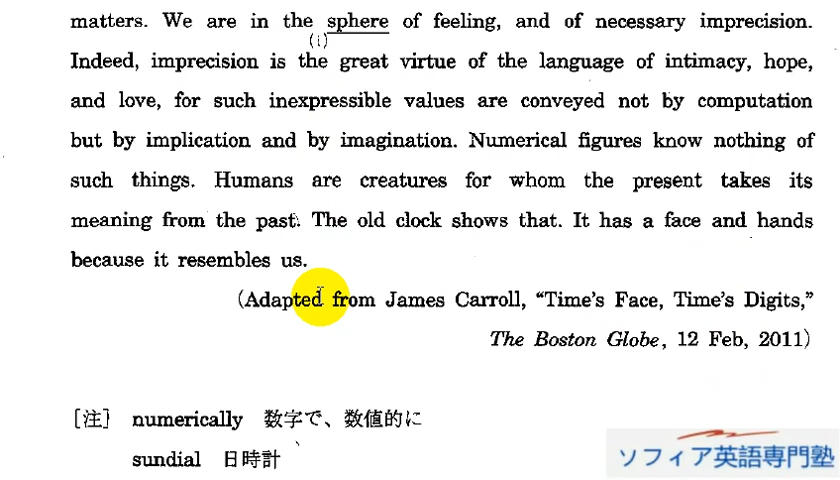 matters. We are in the sphere of feeling, and of necessary imprecision.
(i)
Indeed, imprecision is the great virtue of the language of intimacy, hope,
and love, for such inexpressible values are conveyed not by computation
but by implication and by imagination. Numerical figures know nothing of
such things. Humans are creatures for whom the present takes its
meaning from the past. The old clock shows that. It has a face and hands
because it resembles us.
(Adapted from James Carroll, “Time’s Face, Time’s Digits,”
The Boston Globe, 12 Feb, 2011)
[注] numerically 数字で、数値的に
sundial 日時計
ソフィア英語専門塾